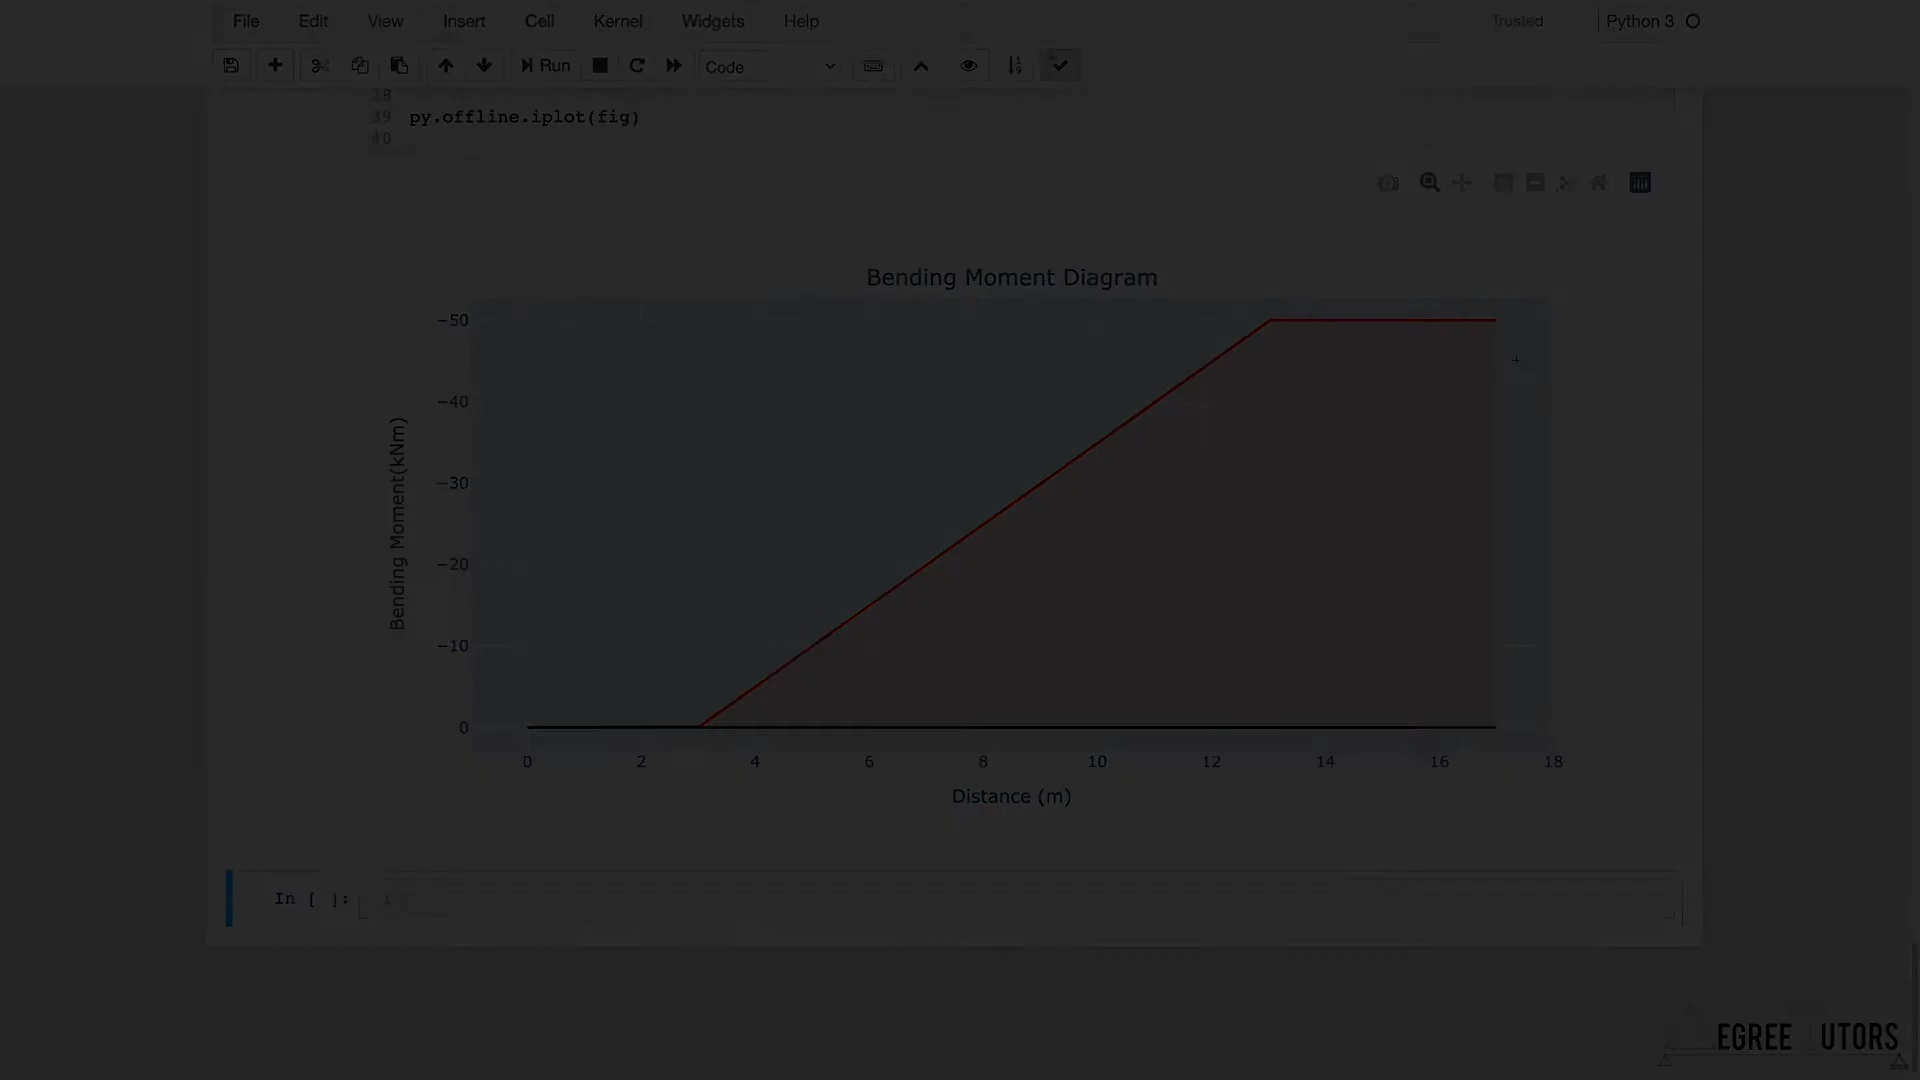 File Edit View Insert Cell Kernel Widgets Help Trusted Python 3
Run Code
38
39 py.offline.iplot(fig)
40
Bending Moment Diagram
−50
−40
−30
−20
−10
0
Bending Moment(kNm)
0 2 4 6 8 10 12 14 16 18
Distance (m)
In [ ]: 1
EGREE UTORS